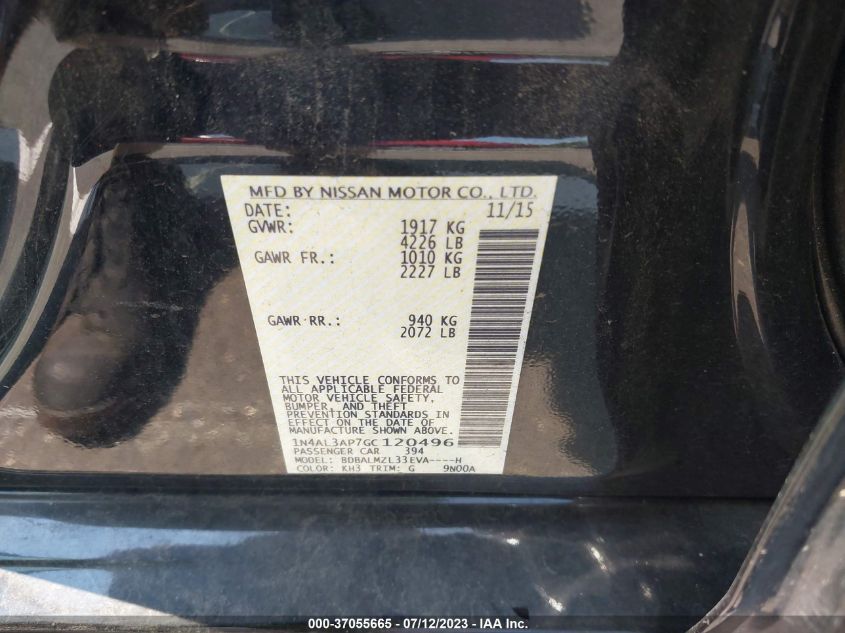 MFD BY NISSAN MOTOR CO., LTD.
DATE: 11/15
GVWR: 1917 KG
4226 LB
GAWR FR.: 1010 KG
2227 LB
GAWR RR.: 940 KG
2072 LB
THIS VEHICLE CONFORMS TO
ALL APPLICABLE FEDERAL
MOTOR VEHICLE SAFETY,
BUMPER, AND THEFT
PREVENTION STANDARDS IN
EFFECT ON THE DATE OF
MANUFACTURE SHOWN ABOVE.
1N4AL3AP7GC120496
PASSENGER CAR 394
MODEL: BDBALMZL33EVA----H
COLOR: KH3 TRIM: G 9N00A
000-37055665 - 07/12/2023 - IAA Inc.